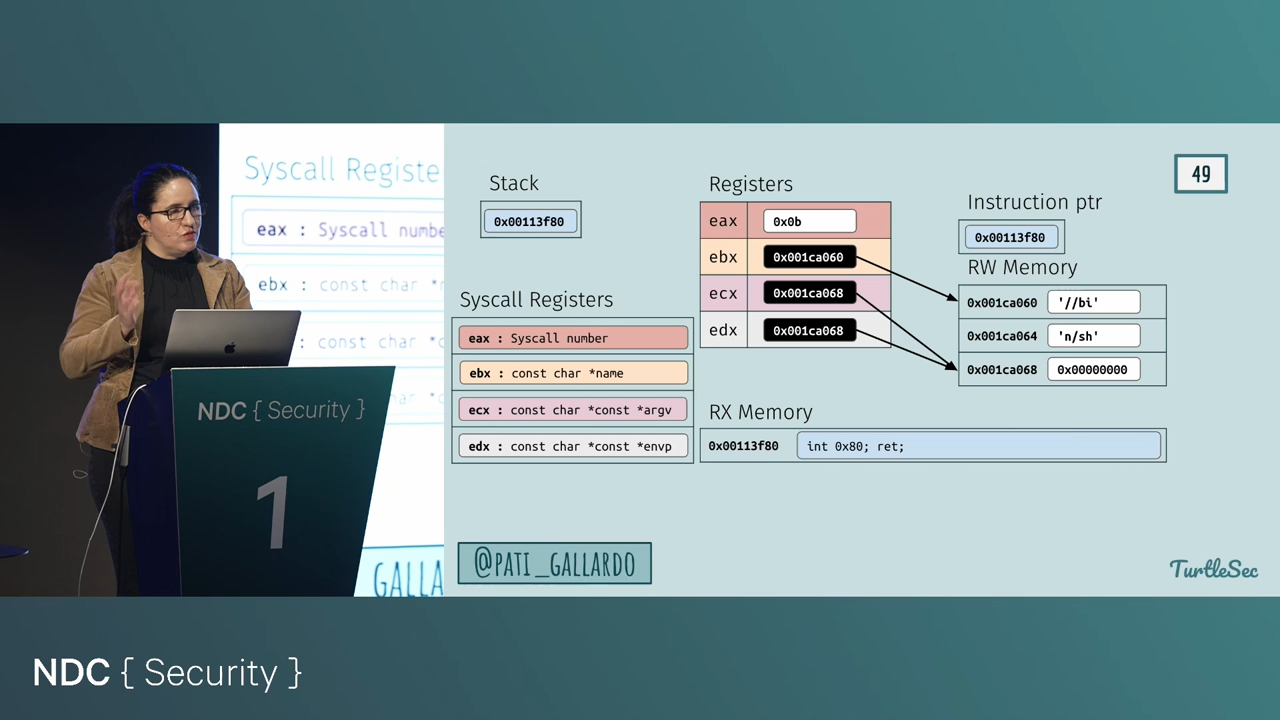 Syscall Registe
eax : Syscall numbe
ebx : const char *
: const char *
NDC { Security }
1
GALLA
49
Stack
0x00113f80
Registers
eax 0x0b
ebx 0x001ca060
ecx 0x001ca068
edx 0x001ca068
Instruction ptr
0x00113f80
RW Memory
0x001ca060 '//bi'
0x001ca064 'n/sh'
0x001ca068 0x00000000
Syscall Registers
eax : Syscall number
ebx : const char *name
ecx : const char *const *argv
edx : const char *const *envp
RX Memory
0x00113f80 int 0x80; ret;
@PATI_GALLARDO
TurtleSec
NDC { Security }